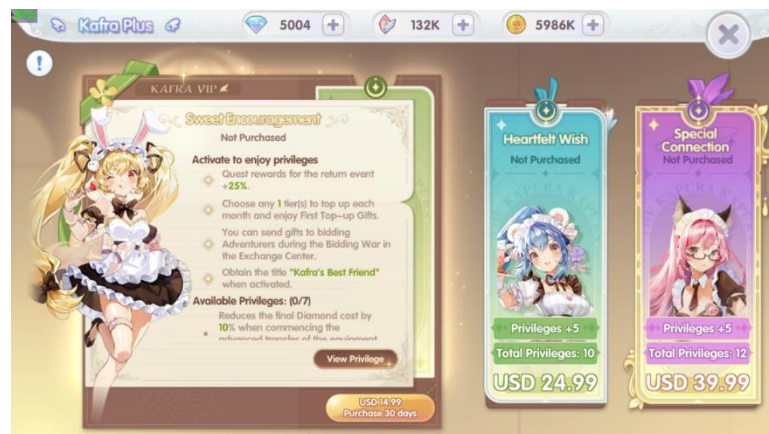 Kafra Plus
5004
132K
5986K
KAFRA VIP
Sweet Encouragement
Not Purchased
Activate to enjoy privileges
Quest rewards for the return event
+25%.
Choose any 1 tier(s) to top up each
month and enjoy First Top-up Gifts.
You can send gifts to bidding
Adventurers during the Bidding War in
the Exchange Center.
Obtain the title "Kafra's Best Friend"
when activated.
Available Privileges: (0/7)
Reduces the final Diamond cost by
10% when commencing the
advanced transfer of the equipment
View Privilege
USD 14.99
Purchase 30 days
Heartfelt Wish
Not Purchased
Privileges +5
Total Privileges: 10
USD 24.99
Special
Connection
Not Purchased
Privileges +5
Total Privileges: 12
USD 39.99